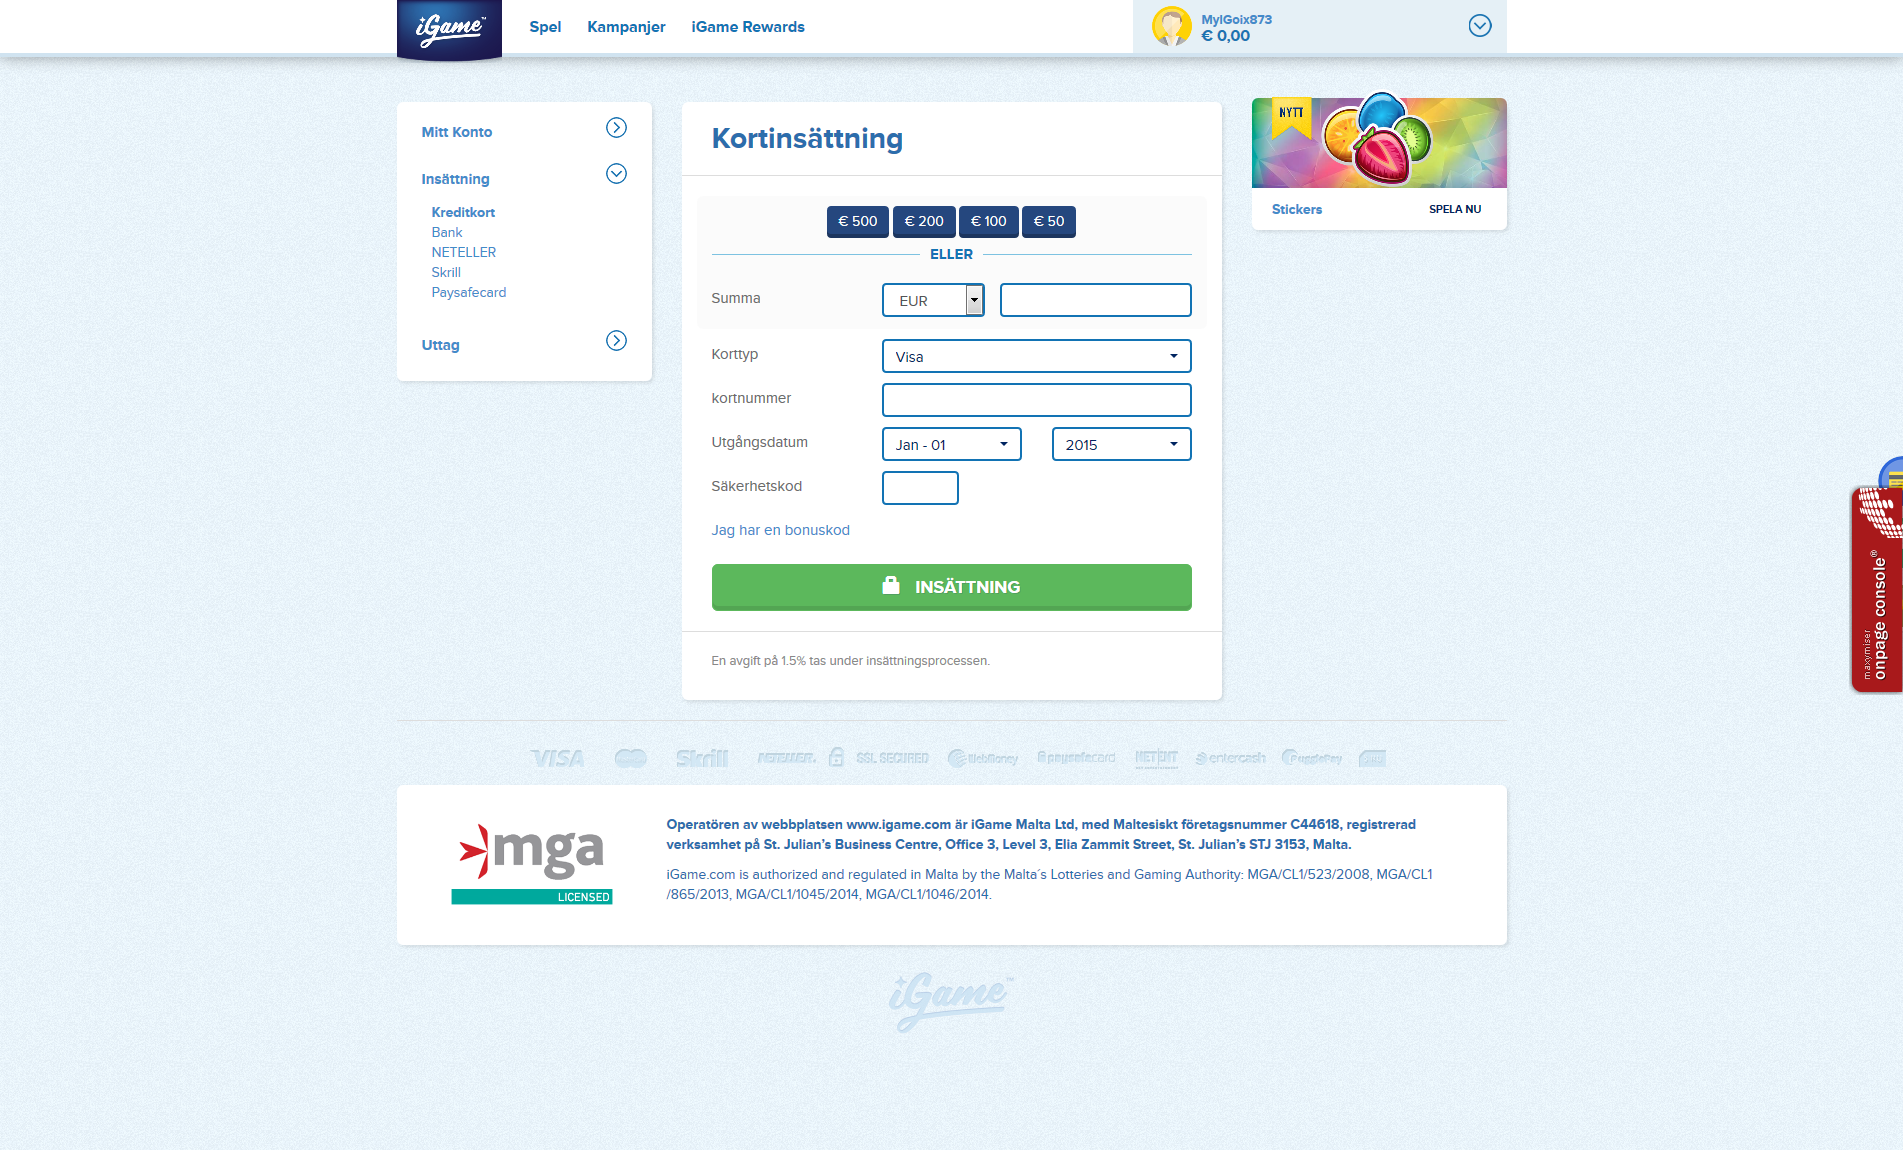 iGame™
Spel
Kampanjer
iGame Rewards
MylGoix873
€ 0,00
Mitt Konto
Insättning
Kreditkort
Bank
NETELLER
Skrill
Paysafecard
Uttag
Kortinsättning
€ 500
€ 200
€ 100
€ 50
ELLER
Summa
EUR
Korttyp
Visa
kortnummer
Utgångsdatum
Jan - 01
2015
Säkerhetskod
Jag har en bonuskod
INSÄTTNING
En avgift på 1.5% tas under insättningsprocessen.
NYTT
Stickers
SPELA NU
maxymiser
onpage console®
VISA
Skrill
NETELLER
SSL SECURED
WebMoney
paysafecard
NETENT
entercash
EuggloPay
mga
LICENSED
Operatören av webbplatsen www.igame.com är iGame Malta Ltd, med Maltesiskt företagsnummer C44618, registrerad
verksamhet på St. Julian’s Business Centre, Office 3, Level 3, Elia Zammit Street, St. Julian’s STJ 3153, Malta.
iGame.com is authorized and regulated in Malta by the Malta´s Lotteries and Gaming Authority: MGA/CL1/523/2008, MGA/CL1
/865/2013, MGA/CL1/1045/2014, MGA/CL1/1046/2014.
iGame™